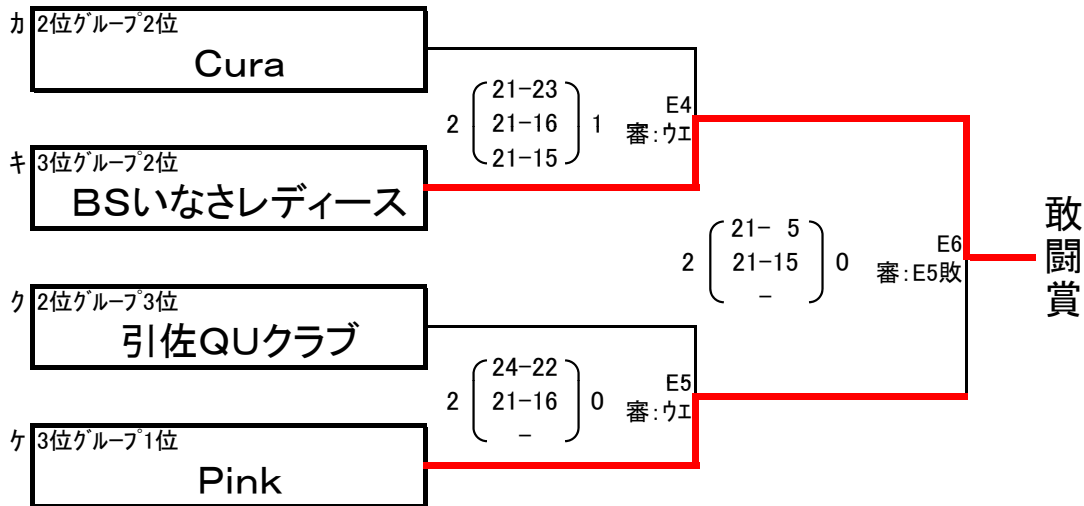 カ 2位グループ2位
Cura
21-23
E4
2 21-16 1
審:ウエ
21-15
キ 3位グループ2位
BSいなさレディース
21- 5
E6
2 21-15 0
審:E5敗
-
敢闘賞
ク 2位グループ3位
引佐QUクラブ
24-22
E5
2 21-16 0
審:ウエ
-
ケ 3位グループ1位
Pink